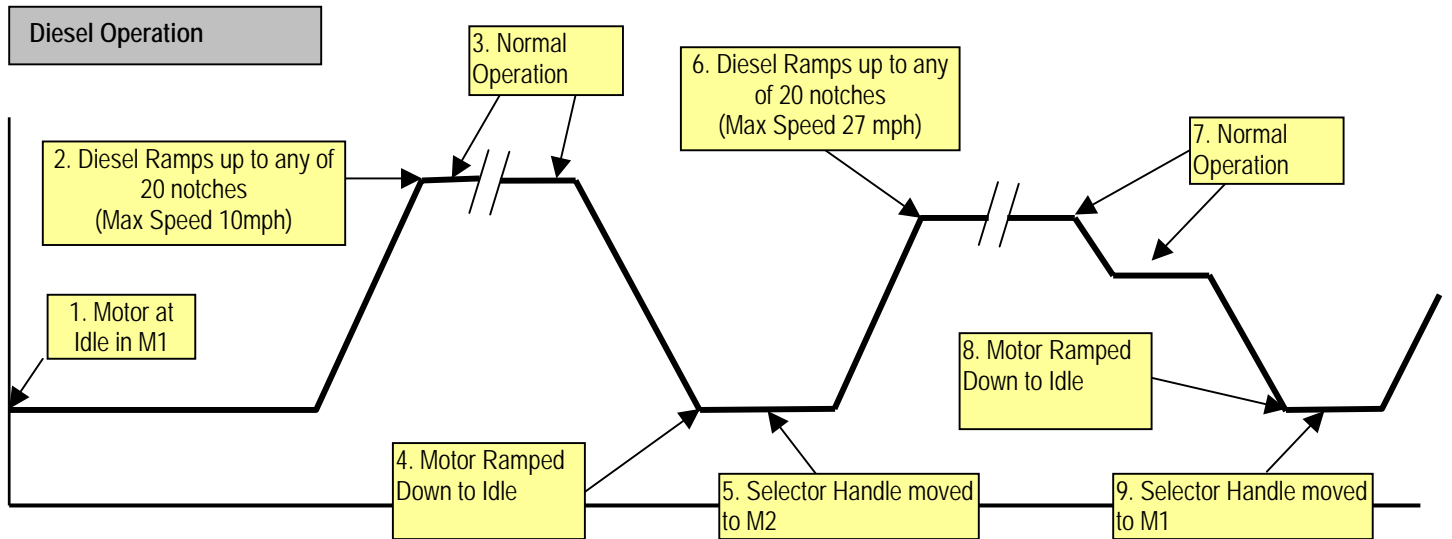 Diesel Operation
3. Normal
Operation
6. Diesel Ramps up to any
of 20 notches
(Max Speed 27 mph)
7. Normal
Operation
2. Diesel Ramps up to any of
20 notches
(Max Speed 10mph)
1. Motor at
Idle in M1
8. Motor Ramped
Down to Idle
4. Motor Ramped
Down to Idle
5. Selector Handle moved
to M2
9. Selector Handle moved
to M1